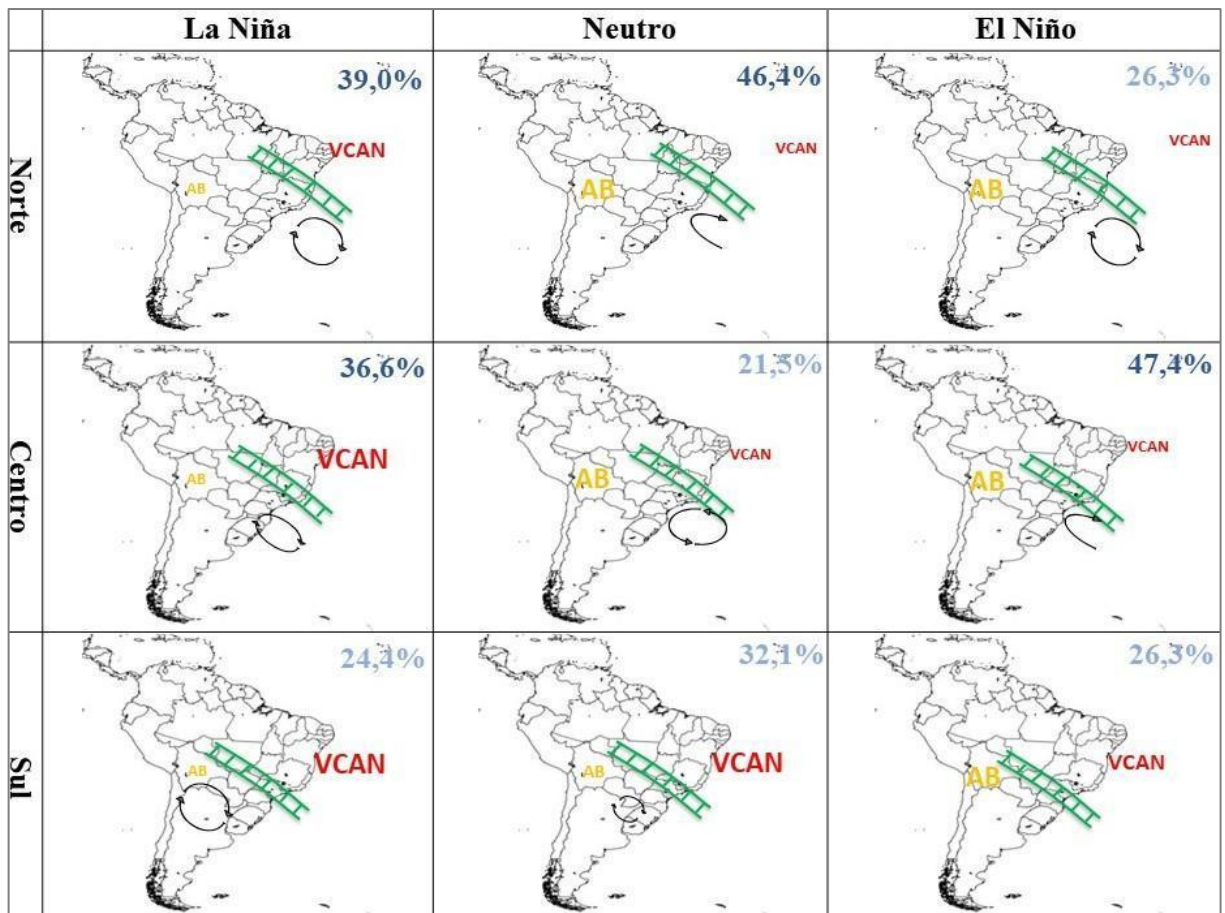 La Niña
Neutro
El Niño
Norte
39,0%
VCAN
AB
46,4%
VCAN
AB
26,3%
VCAN
AB
Centro
36,6%
VCAN
AB
21,5%
VCAN
AB
47,4%
VCAN
AB
Sul
24,4%
VCAN
AB
32,1%
VCAN
AB
26,3%
VCAN
AB